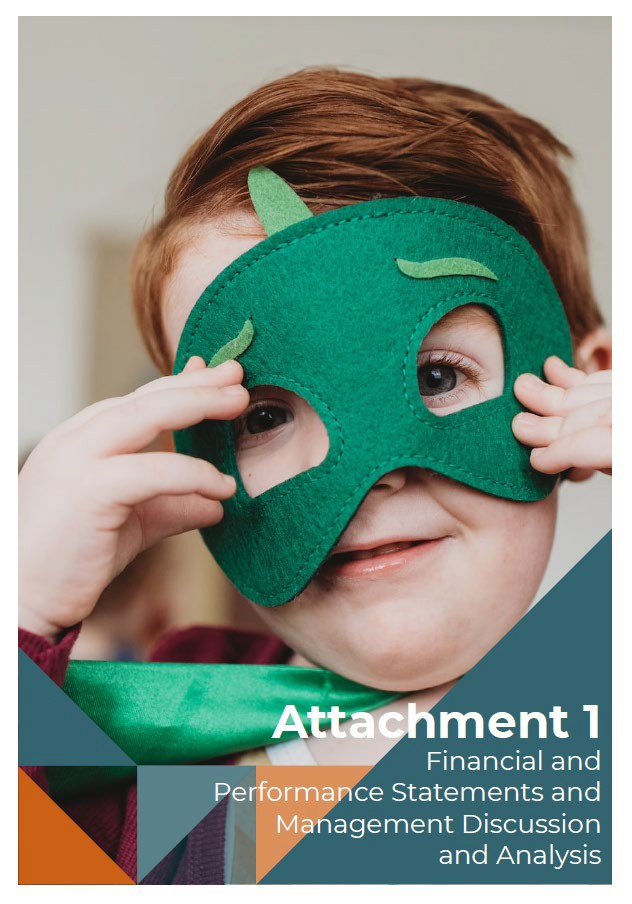 Attachment 1
Financial and
Performance Statements and
Management Discussion
and Analysis